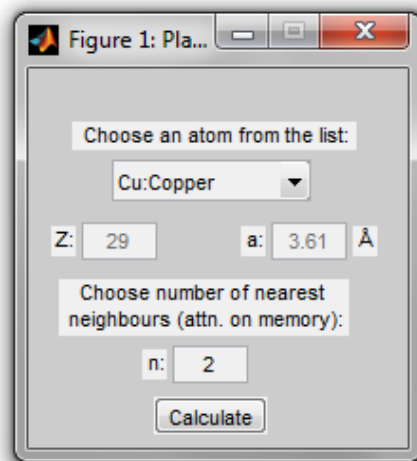 Figure 1: Pla...
Choose an atom from the list:
Cu:Copper
Z: 29 a: 3.61 Å
Choose number of nearest
neighbours (attn. on memory):
n: 2
Calculate